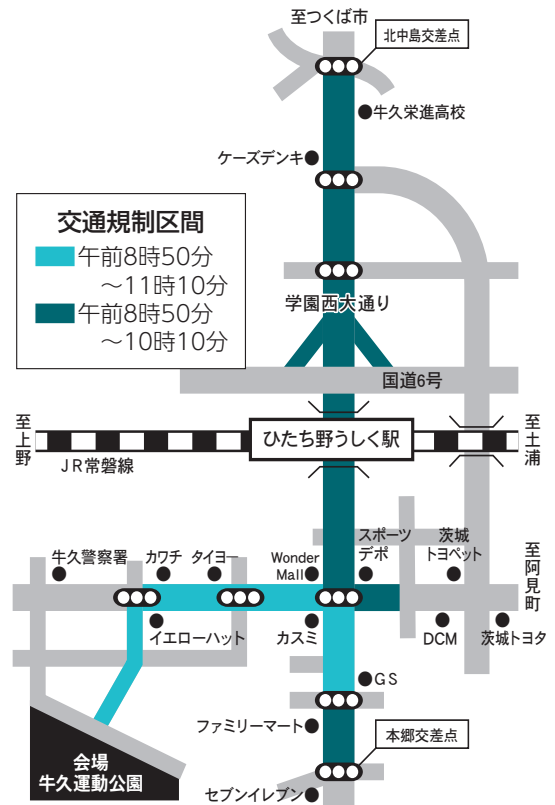 至つくば市
北中島交差点
牛久栄進高校
ケーズデンキ
交通規制区間
午前8時50分
～11時10分
午前8時50分
～10時10分
学園西大通り
国道6号
至上野
ひたち野うしく駅
至土浦
JR常磐線
スポーツ
デポ
茨城
トヨペット
至阿見町
牛久警察署
カワチ
タイヨー
Wonder
Mall
イエローハット
カスミ
DCM
茨城トヨタ
GS
ファミリーマート
本郷交差点
会場
牛久運動公園
セブンイレブン